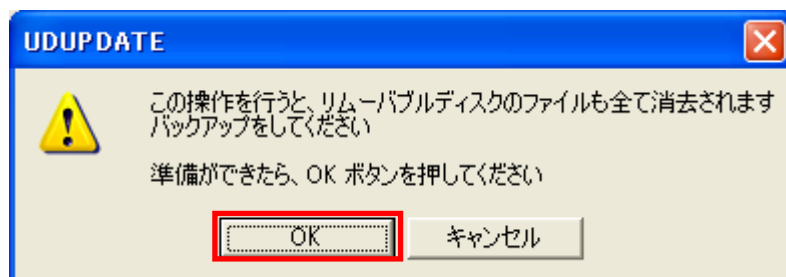 UDUPDATE
この操作を行うと、リムーバブルディスクのファイルも全て消去されます
バックアップをしてください
準備ができたら、OK ボタンを押してください
OK
キャンセル